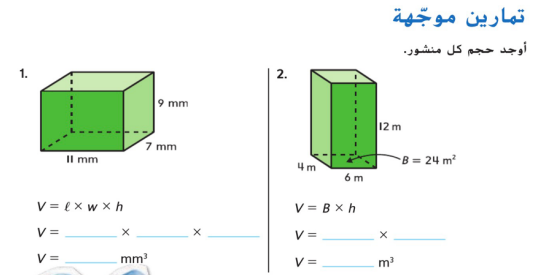 تمارين موجّهة
أوجد حجم كل منشور.
1.
9 mm
7 mm
11 mm
V = ℓ × w × h
V = ______ × ______ × ______
V = ______ mm³
2.
12 m
B = 24 m²
4 m
6 m
V = B × h
V = ______ × ______
V = ______ m³